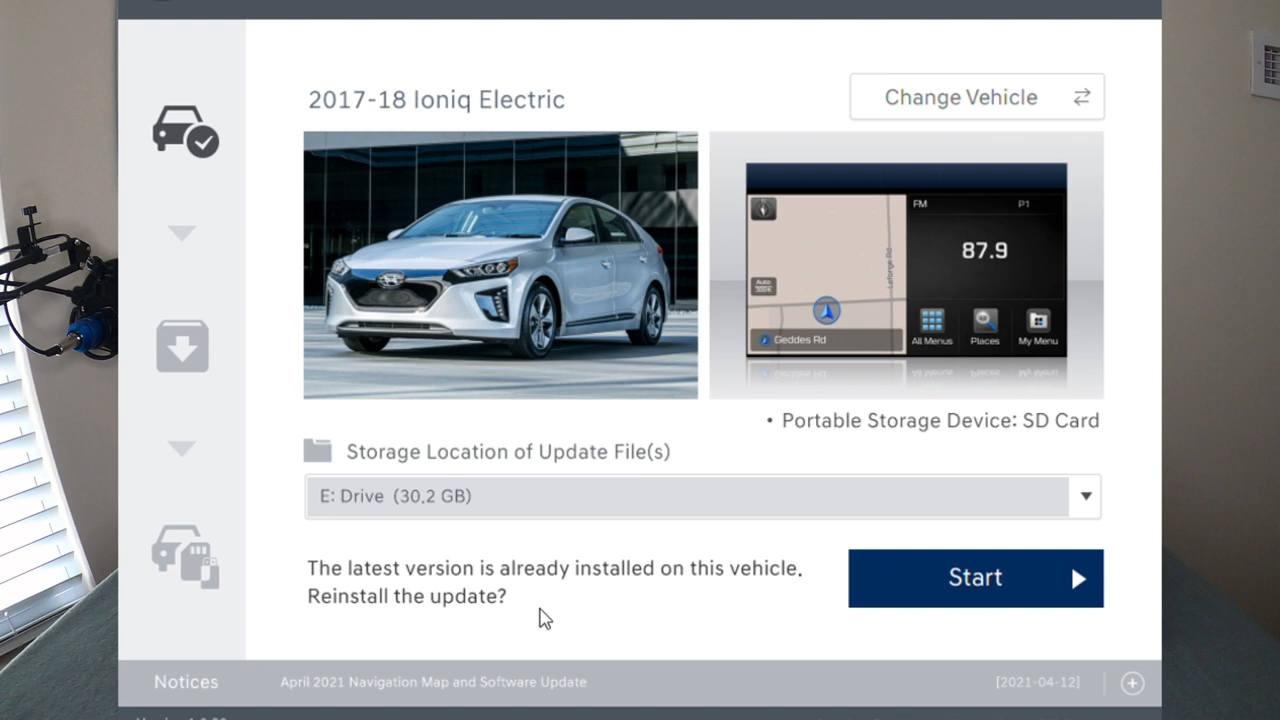 2017-18 Ioniq Electric
Change Vehicle
FM P1
87.9
Laforge Rd
Auto
Geddes Rd
All Menus Places My Menu
• Portable Storage Device: SD Card
Storage Location of Update File(s)
E: Drive (30,2 GB)
The latest version is already installed on this vehicle.
Reinstall the update?
Start
Notices
April 2021 Navigation Map and Software Update
[2021-04-12]